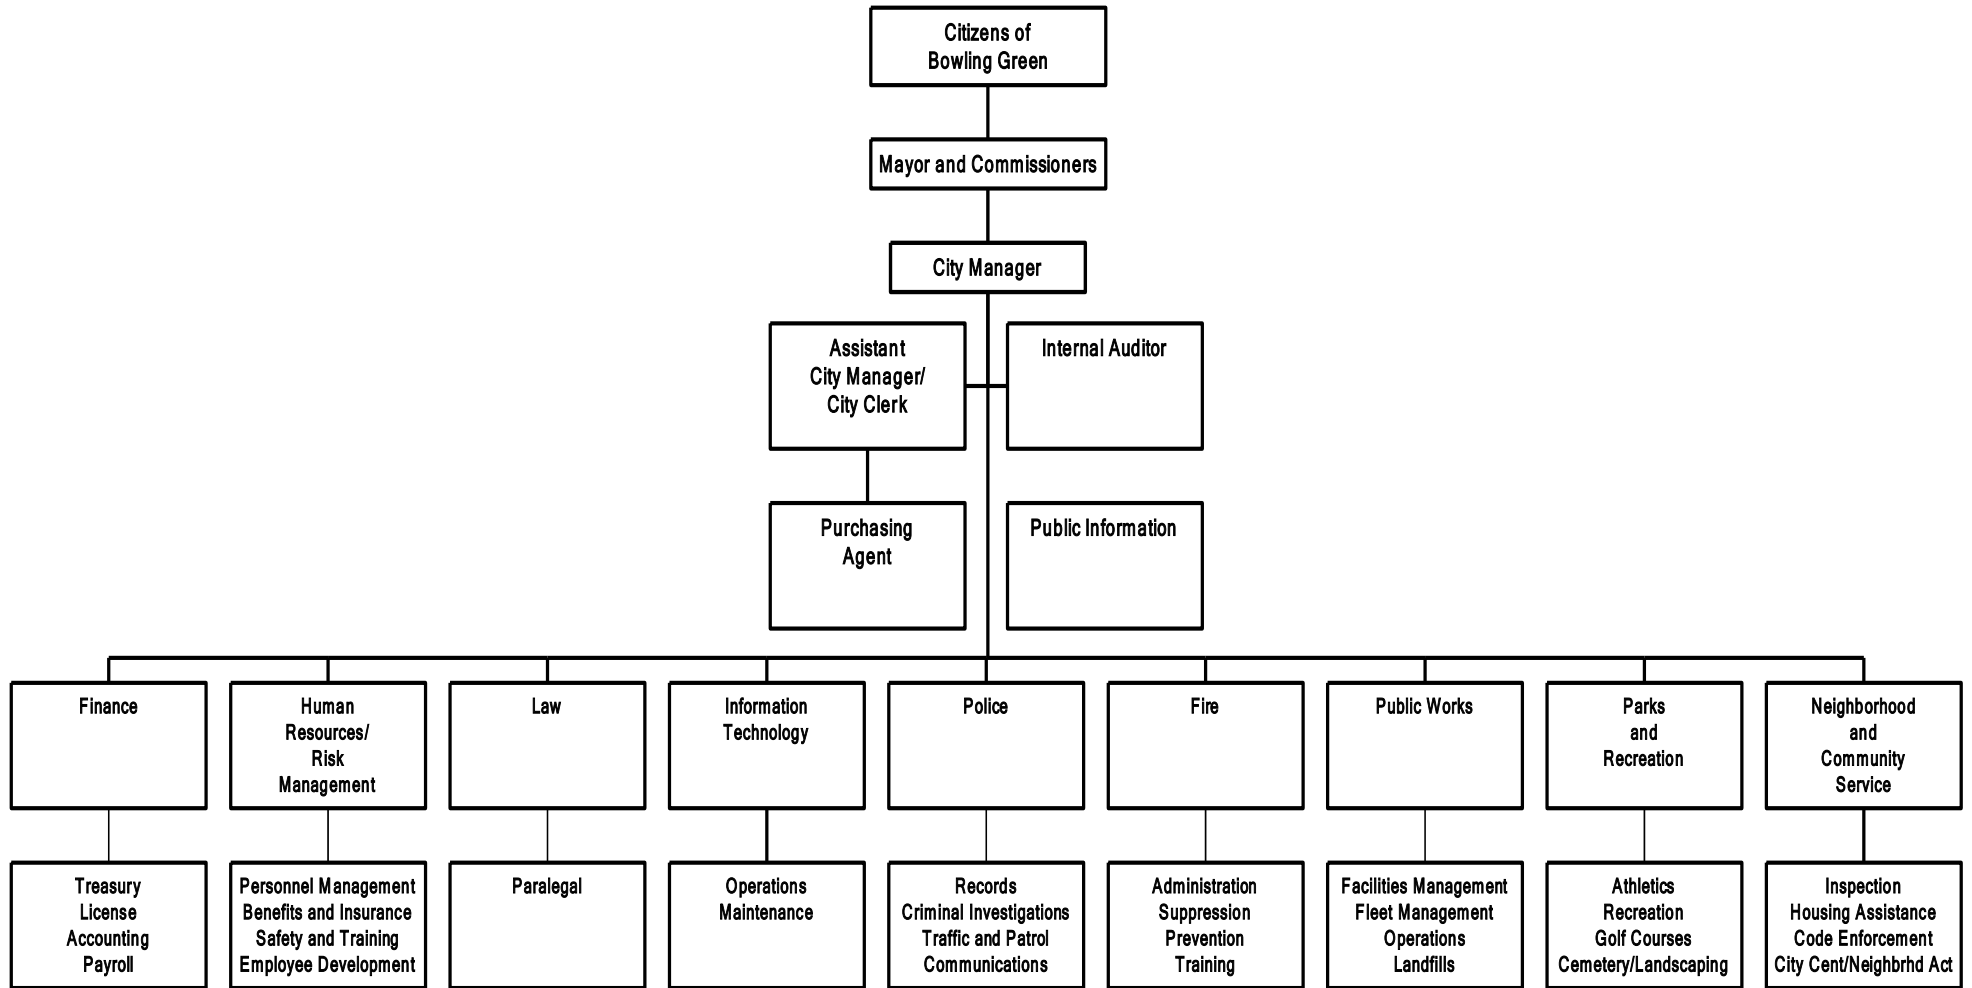 Citizens of
Bowling Green
Mayor and Commissioners
City Manager
Assistant
City Manager/
City Clerk
Internal Auditor
Purchasing
Agent
Public Information
Finance
Human
Resources/
Risk
Management
Law
Information
Technology
Police
Fire
Public Works
Parks
and
Recreation
Neighborhood
and
Community
Service
Treasury
License
Accounting
Payroll
Personnel Management
Benefits and Insurance
Safety and Training
Employee Development
Paralegal
Operations
Maintenance
Records
Criminal Investigations
Traffic and Patrol
Communications
Administration
Suppression
Prevention
Training
Facilities Management
Fleet Management
Operations
Landfills
Athletics
Recreation
Golf Courses
Cemetery/Landscaping
Inspection
Housing Assistance
Code Enforcement
City Cent/Neighbrhd Act